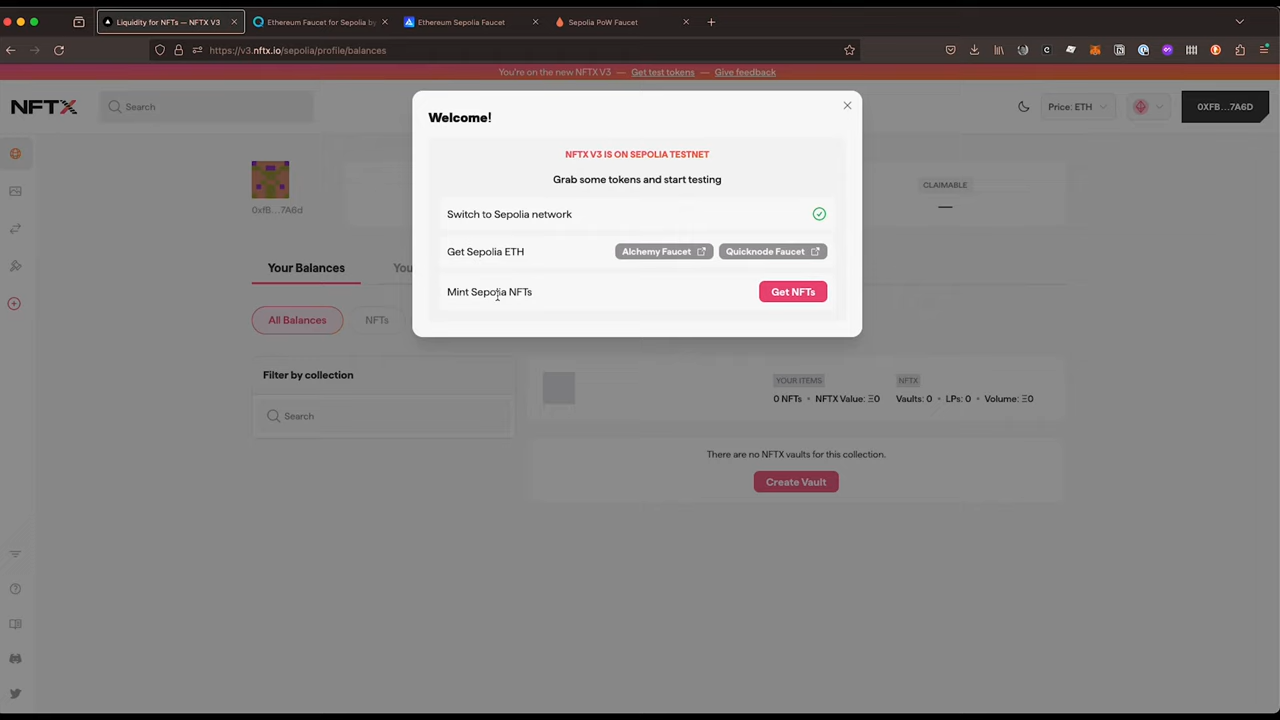 Liquidity for NFTs — NFTX V3
Ethereum Faucet for Sepolia by
Ethereum Sepolia Faucet
Sepolia PoW Faucet
https://v3.nftx.io/sepolia/profile/balances
You're on the new NFTX V3 — Get test tokens — Give feedback
NFTX
Search
Price: ETH
0XFB...7A6D
Welcome!
NFTX V3 IS ON SEPOLIA TESTNET
Grab some tokens and start testing
Switch to Sepolia network
Get Sepolia ETH
Alchemy Faucet
Quicknode Faucet
Mint Sepolia NFTs
Get NFTs
0xfB...7A6d
CLAIMABLE
—
Your Balances
You
All Balances
NFTs
Filter by collection
Search
YOUR ITEMS
NFTX
0 NFTs • NFTX Value: Ξ0
Vaults: 0 • LPs: 0 • Volume: Ξ0
There are no NFTX vaults for this collection.
Create Vault